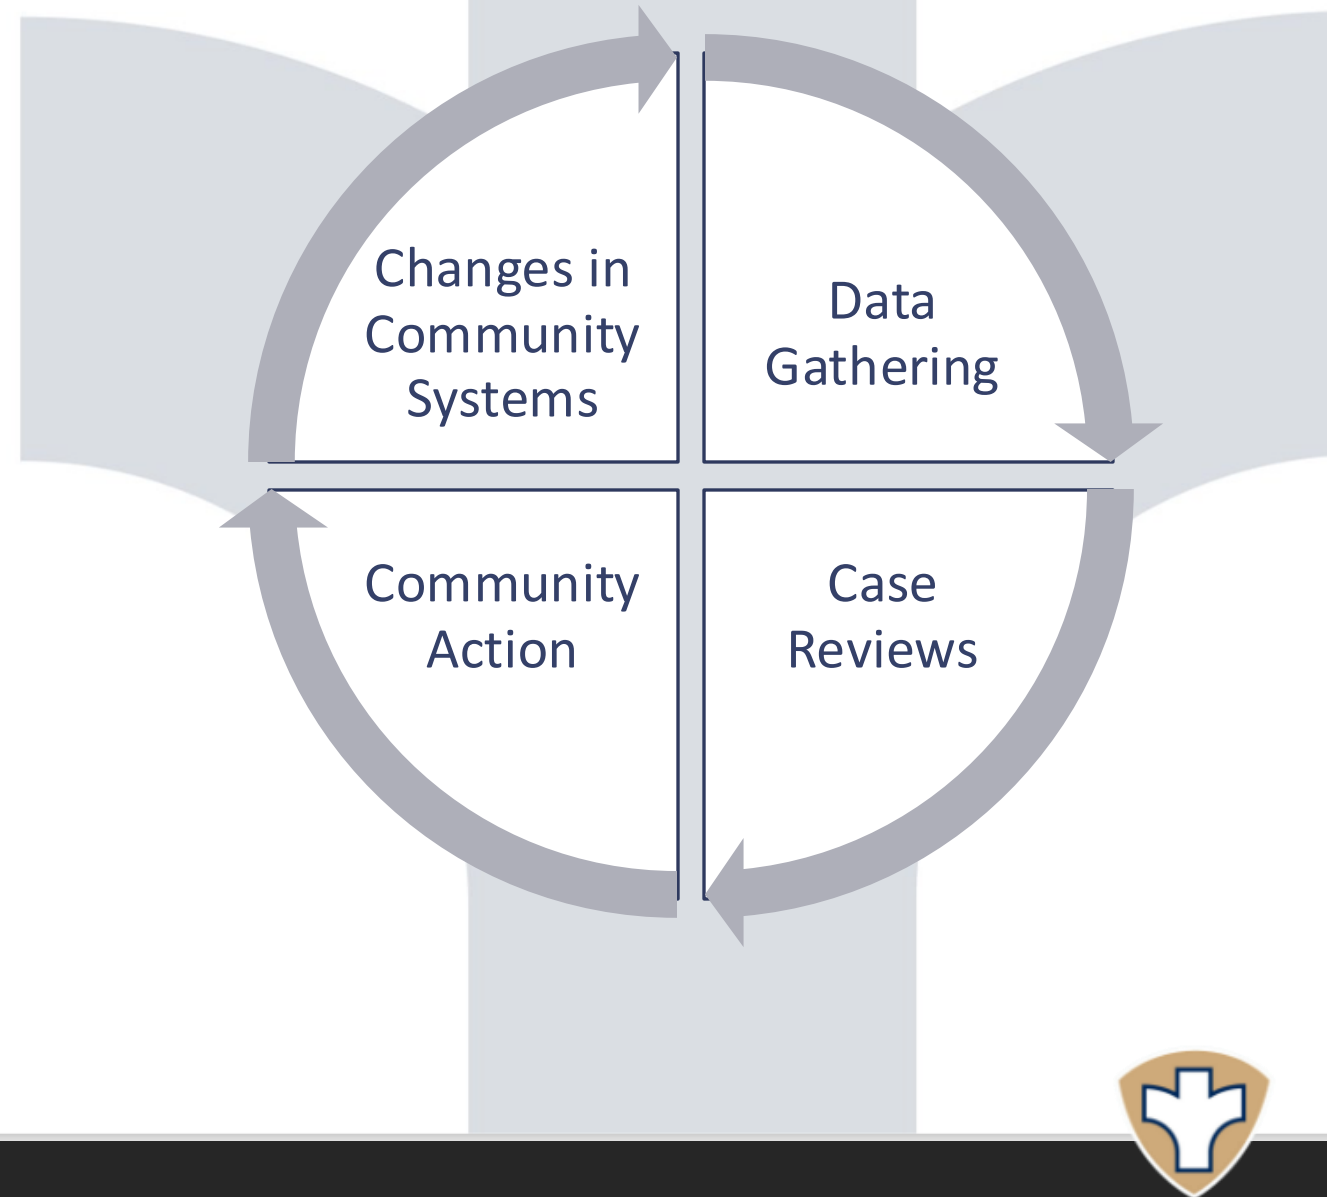 Changes in
Community
Systems
Data
Gathering
Community
Action
Case
Reviews